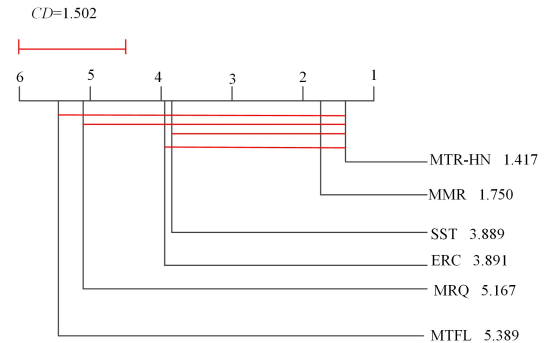 CD=1.502
6 5 4 3 2 1
MTR-HN 1.417
MMR 1.750
SST 3.889
ERC 3.891
MRQ 5.167
MTFL 5.389